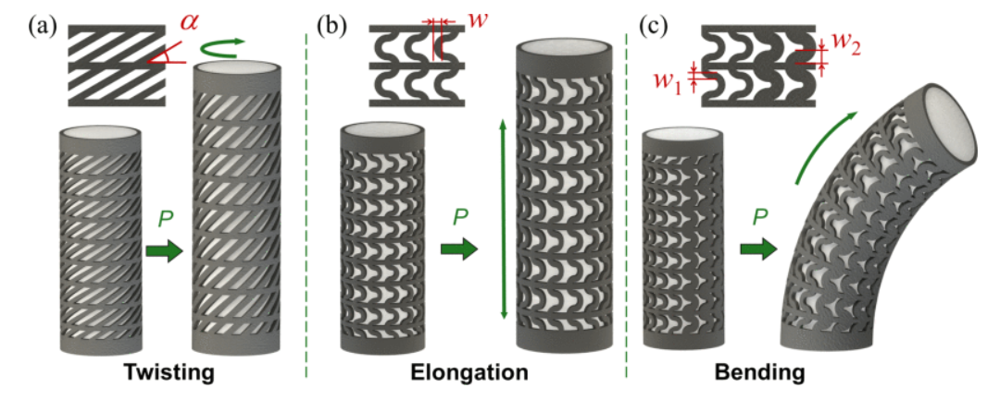 (a)
α
P
Twisting
(b)
w
P
Elongation
(c)
w₁
w₂
P
Bending